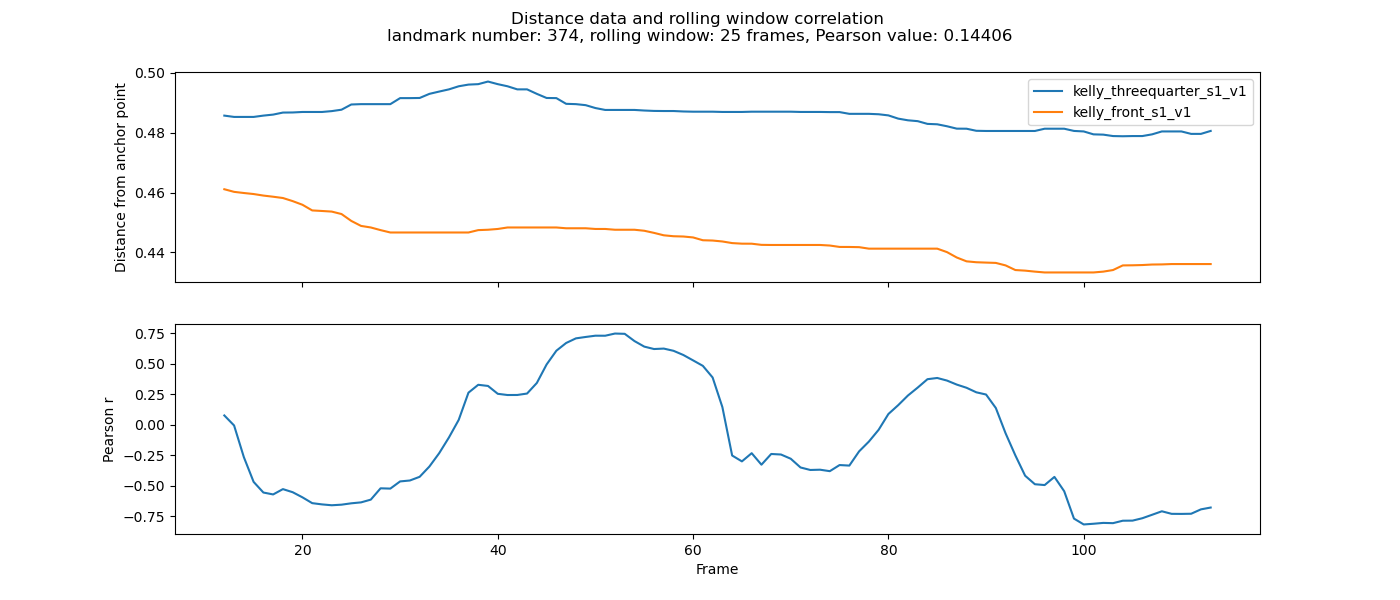 Distance data and rolling window correlation
landmark number: 374, rolling window: 25 frames, Pearson value: 0.14406
Distance from anchor point
0.50
0.48
0.46
0.44
kelly_threequarter_s1_v1
kelly_front_s1_v1
Pearson r
0.75
0.50
0.25
0.00
−0.25
−0.50
−0.75
20 40 60 80 100
Frame